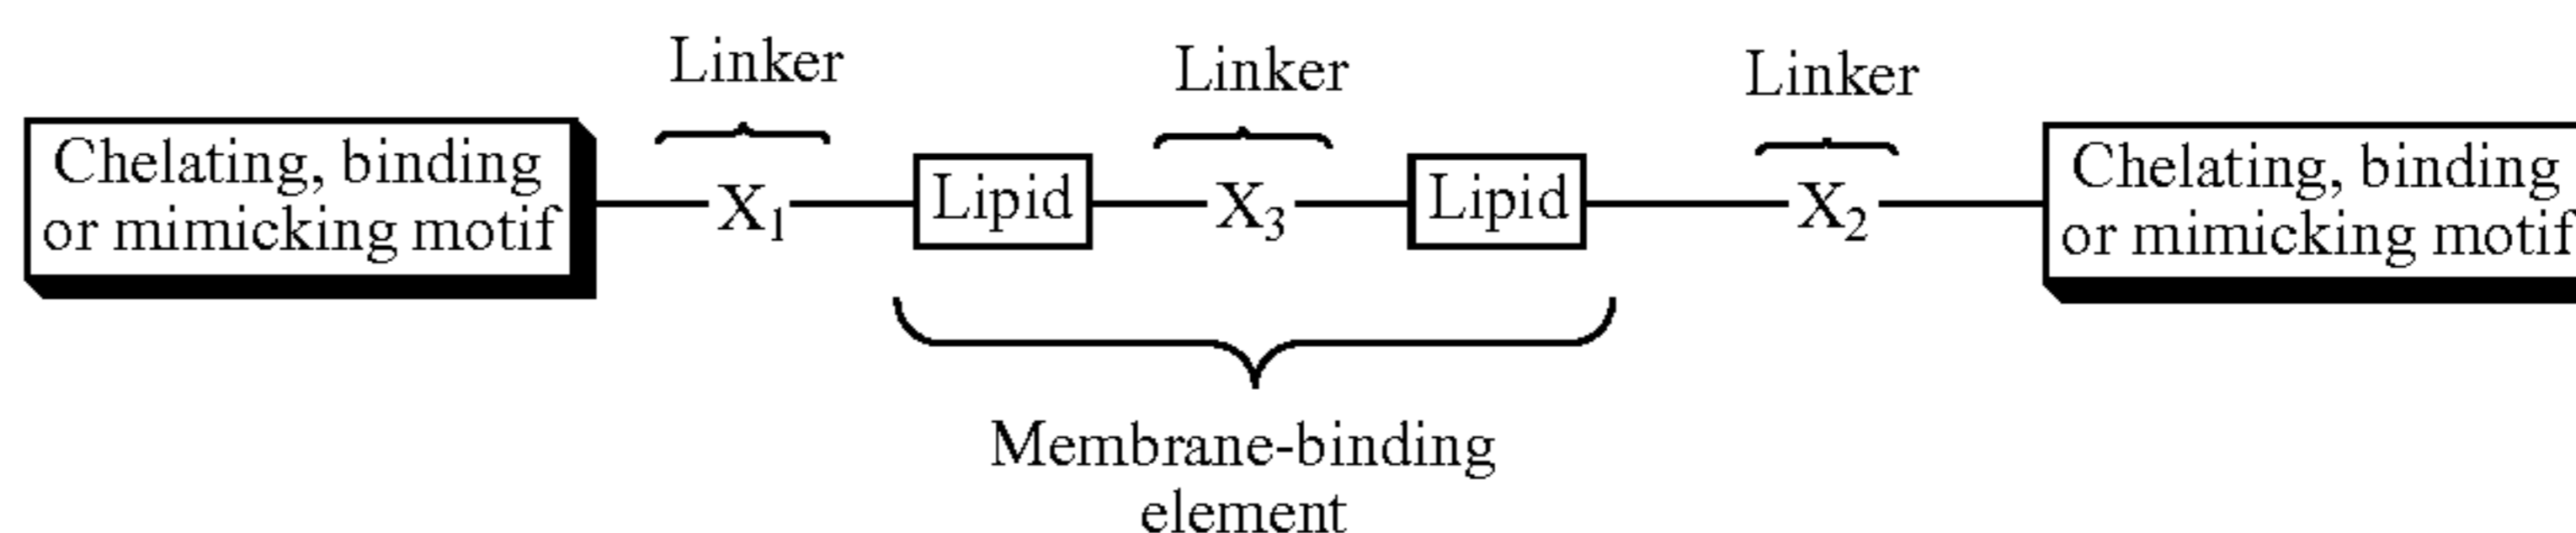 Linker Linker Linker
Chelating, binding
or mimicking motif
X₁ Lipid X₃ Lipid X₂
Chelating, binding
or mimicking motif
Membrane-binding
element